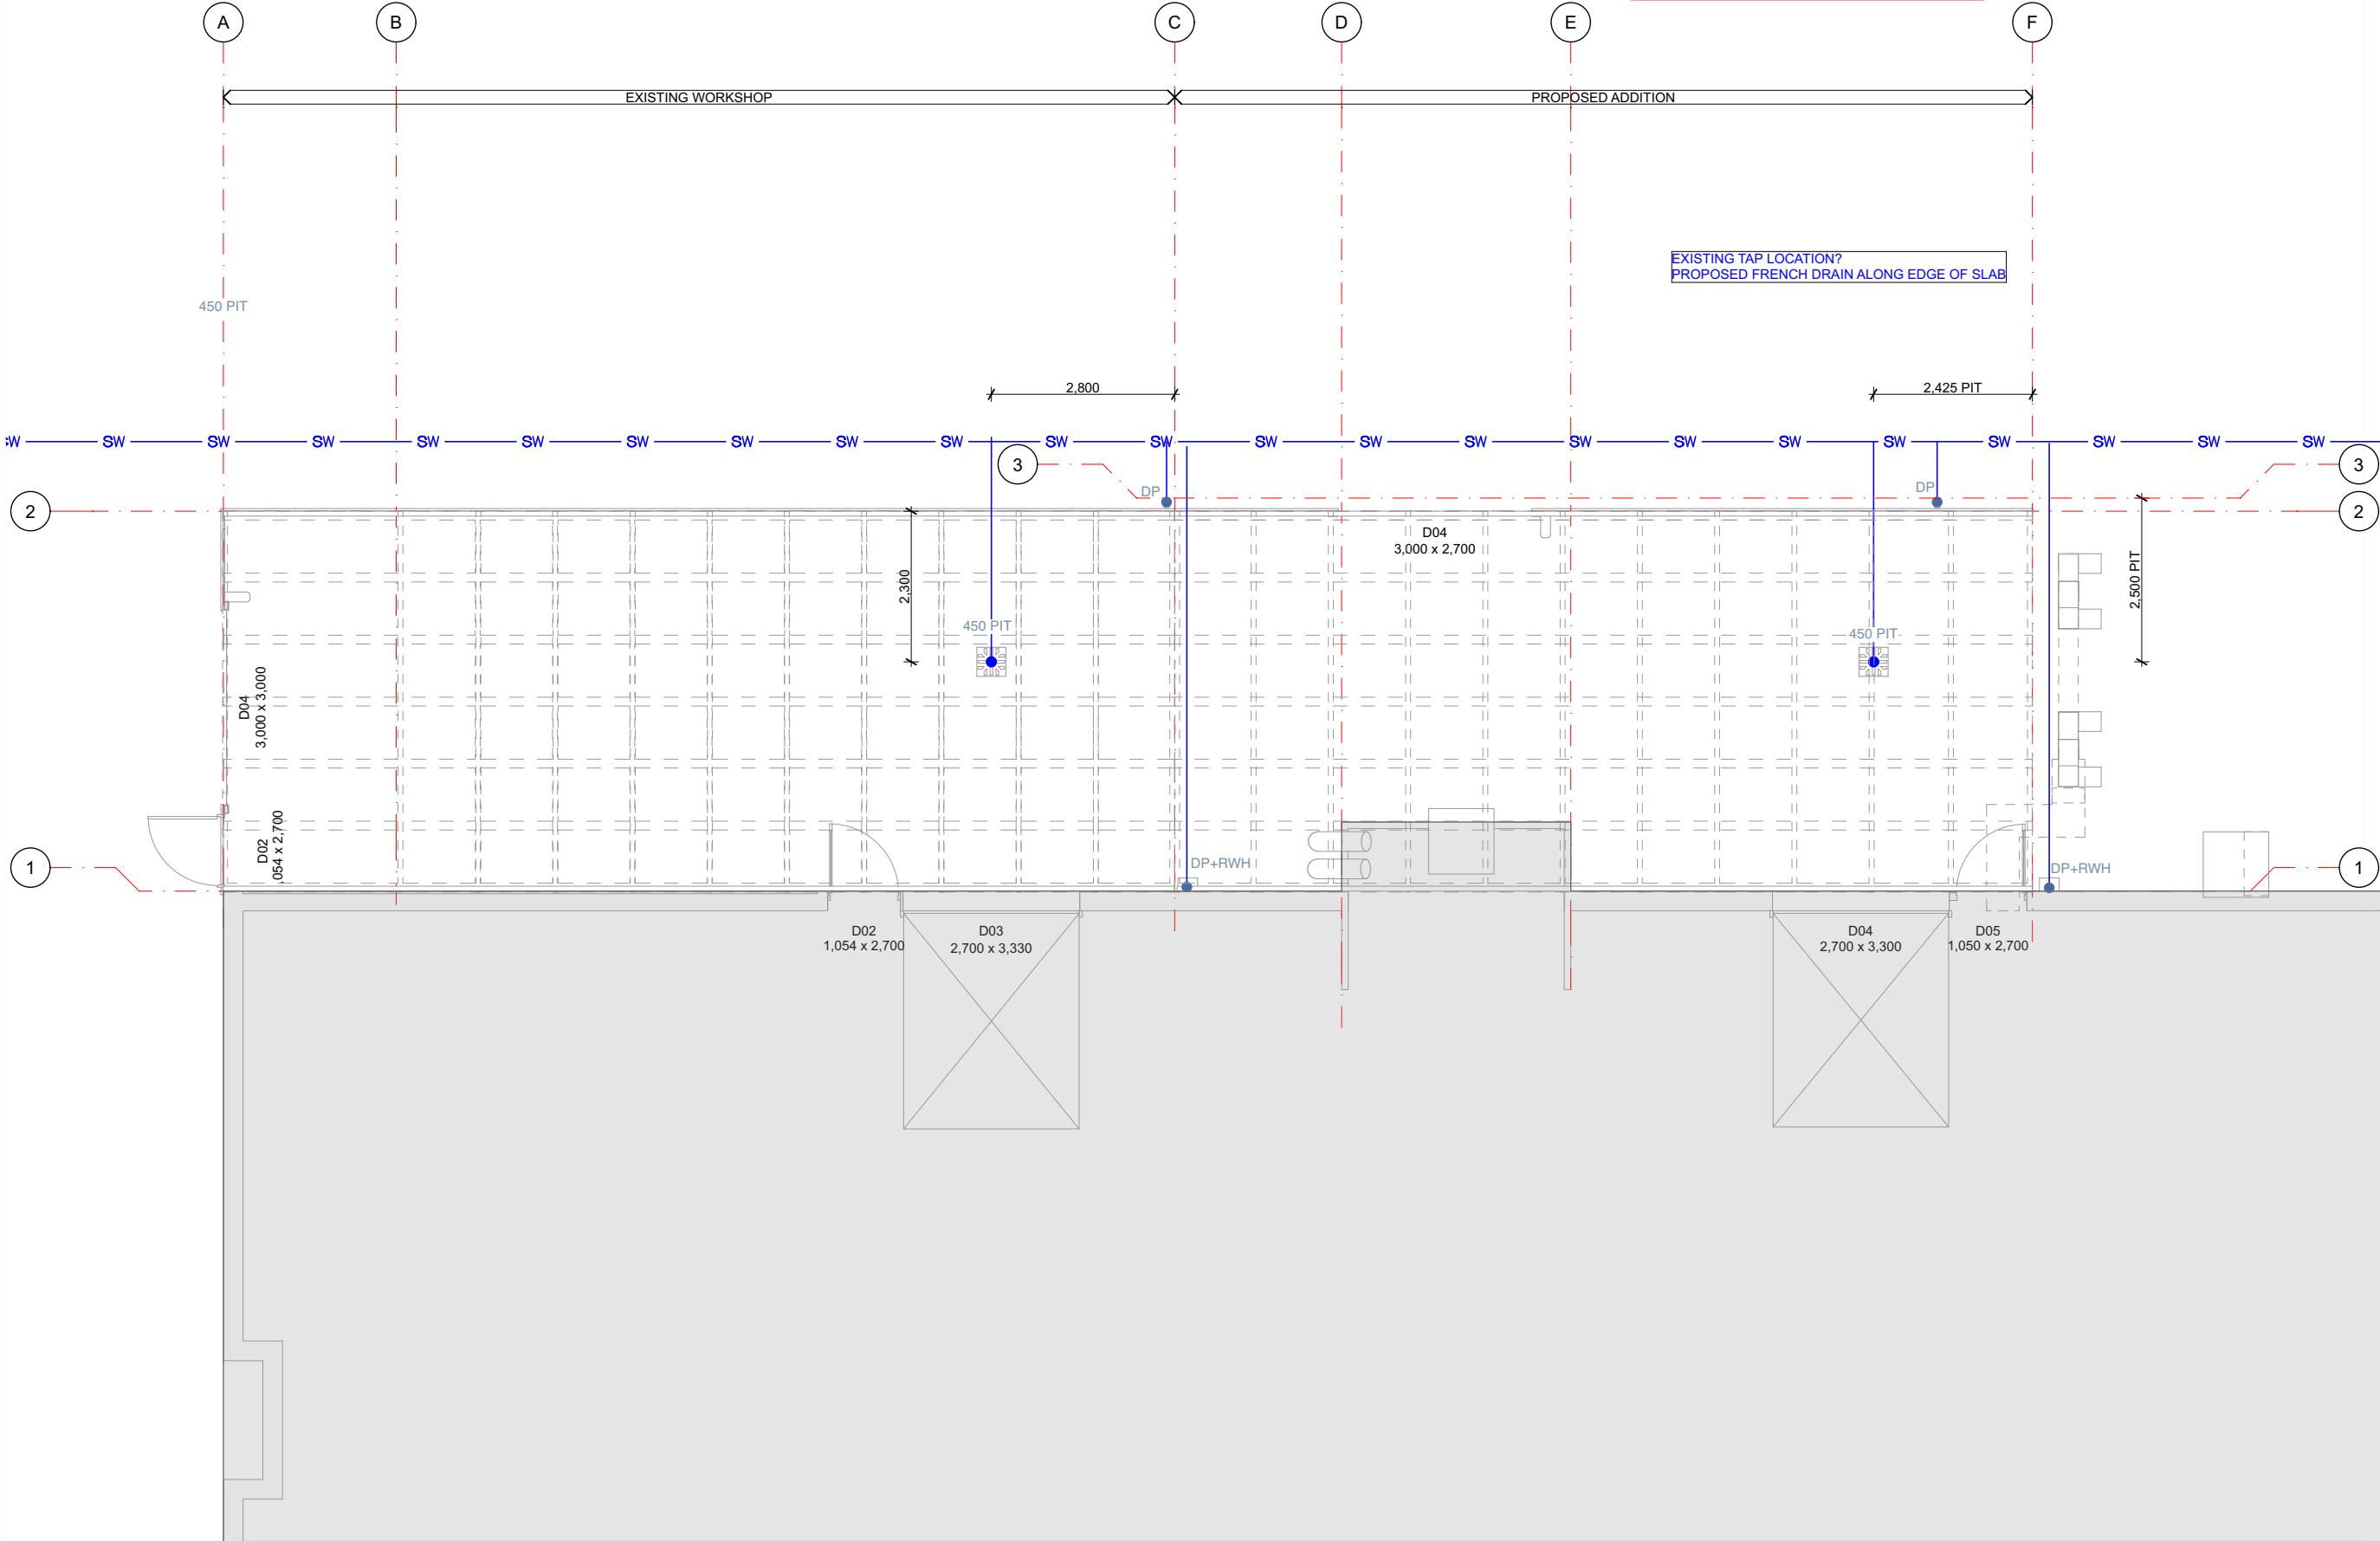 A
B
C
D
E
F
EXISTING WORKSHOP
PROPOSED ADDITION
EXISTING TAP LOCATION?
PROPOSED FRENCH DRAIN ALONG EDGE OF SLAB
450 PIT
2,800
2,425 PIT
SW SW SW SW SW SW SW SW SW SW SW SW SW SW SW SW SW SW SW SW SW SW SW
3
3
DP
DP
2
2
D04
3,000 x 2,700
2,300
2,500 PIT
450 PIT
450 PIT
D04
3,000 x 3,000
D02
,054 x 2,700
DP+RWH
DP+RWH
1
1
D02
1,054 x 2,700
D03
2,700 x 3,330
D04
2,700 x 3,300
D05
1,050 x 2,700